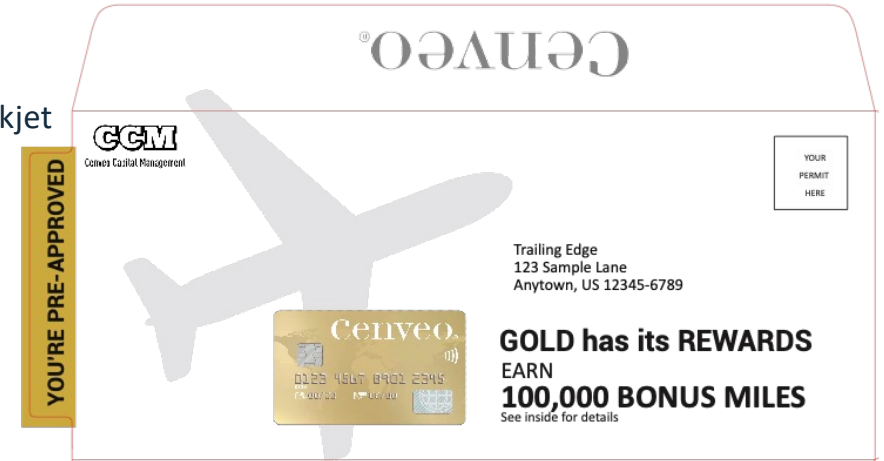 Cenveo®
kjet
CCM
Cenveo Capital Management
YOU'RE PRE-APPROVED
YOUR
PERMIT
HERE
Trailing Edge
123 Sample Lane
Anytown, US 12345-6789
Cenveo®
0123 4567 8901 2345
GOLD has its REWARDS
EARN
100,000 BONUS MILES
See inside for details